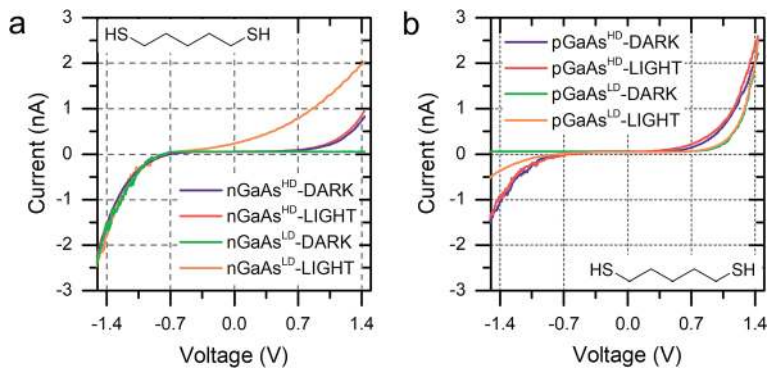 a
HS
SH
Current (nA)
3
2
1
0
-1
-2
-3
nGaAsᴴᴰ-DARK
nGaAsᴴᴰ-LIGHT
nGaAsᴸᴰ-DARK
nGaAsᴸᴰ-LIGHT
-1.4 -0.7 0.0 0.7 1.4
Voltage (V)
b
Current (nA)
3
2
1
0
-1
-2
-3
pGaAsᴴᴰ-DARK
pGaAsᴴᴰ-LIGHT
pGaAsᴸᴰ-DARK
pGaAsᴸᴰ-LIGHT
HS
SH
-1.4 -0.7 0.0 0.7 1.4
Voltage (V)